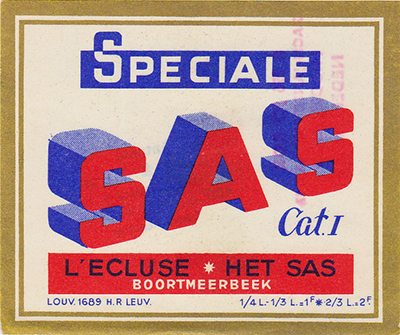 SPECIALE
SAS
Cat. I
L'ECLUSE * HET SAS
BOORTMEERBEEK
LOUV. 1689 H.R LEUV. 1/4 L.-1/3 L.=1F*2/3 L.=2F.